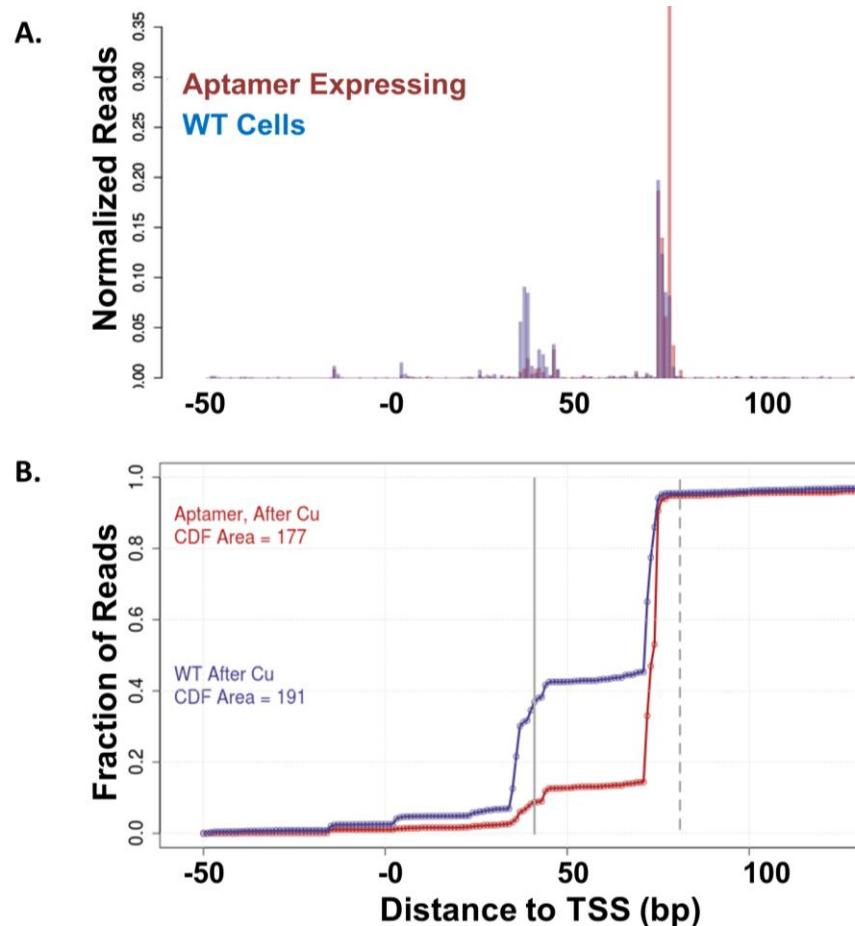 A.
Normalized Reads
0.35
0.30
0.25
0.20
0.15
0.10
0.05
0.00
Aptamer Expressing
WT Cells
-50
-0
50
100
B.
Fraction of Reads
1.0
0.8
0.6
0.4
0.2
0.0
Aptamer, After Cu
CDF Area = 177
WT After Cu
CDF Area = 191
-50
-0
50
100
Distance to TSS (bp)